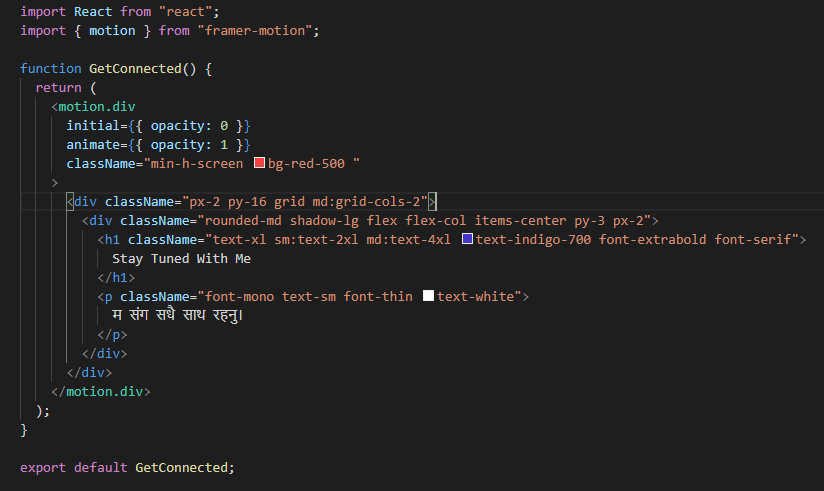 import React from "react";
import { motion } from "framer-motion";

function GetConnected() {
  return (
    <motion.div
      initial={{ opacity: 0 }}
      animate={{ opacity: 1 }}
      className="min-h-screen bg-red-500 "
    >
      <div className="px-2 py-16 grid md:grid-cols-2">
        <div className="rounded-md shadow-lg flex flex-col items-center py-3 px-2">
          <h1 className="text-xl sm:text-2xl md:text-4xl text-indigo-700 font-extrabold font-serif">
            Stay Tuned With Me
          </h1>
          <p className="font-mono text-sm font-thin text-white">
            म संग सधै साथ रहनु।
          </p>
        </div>
      </div>
    </motion.div>
  );
}

export default GetConnected;